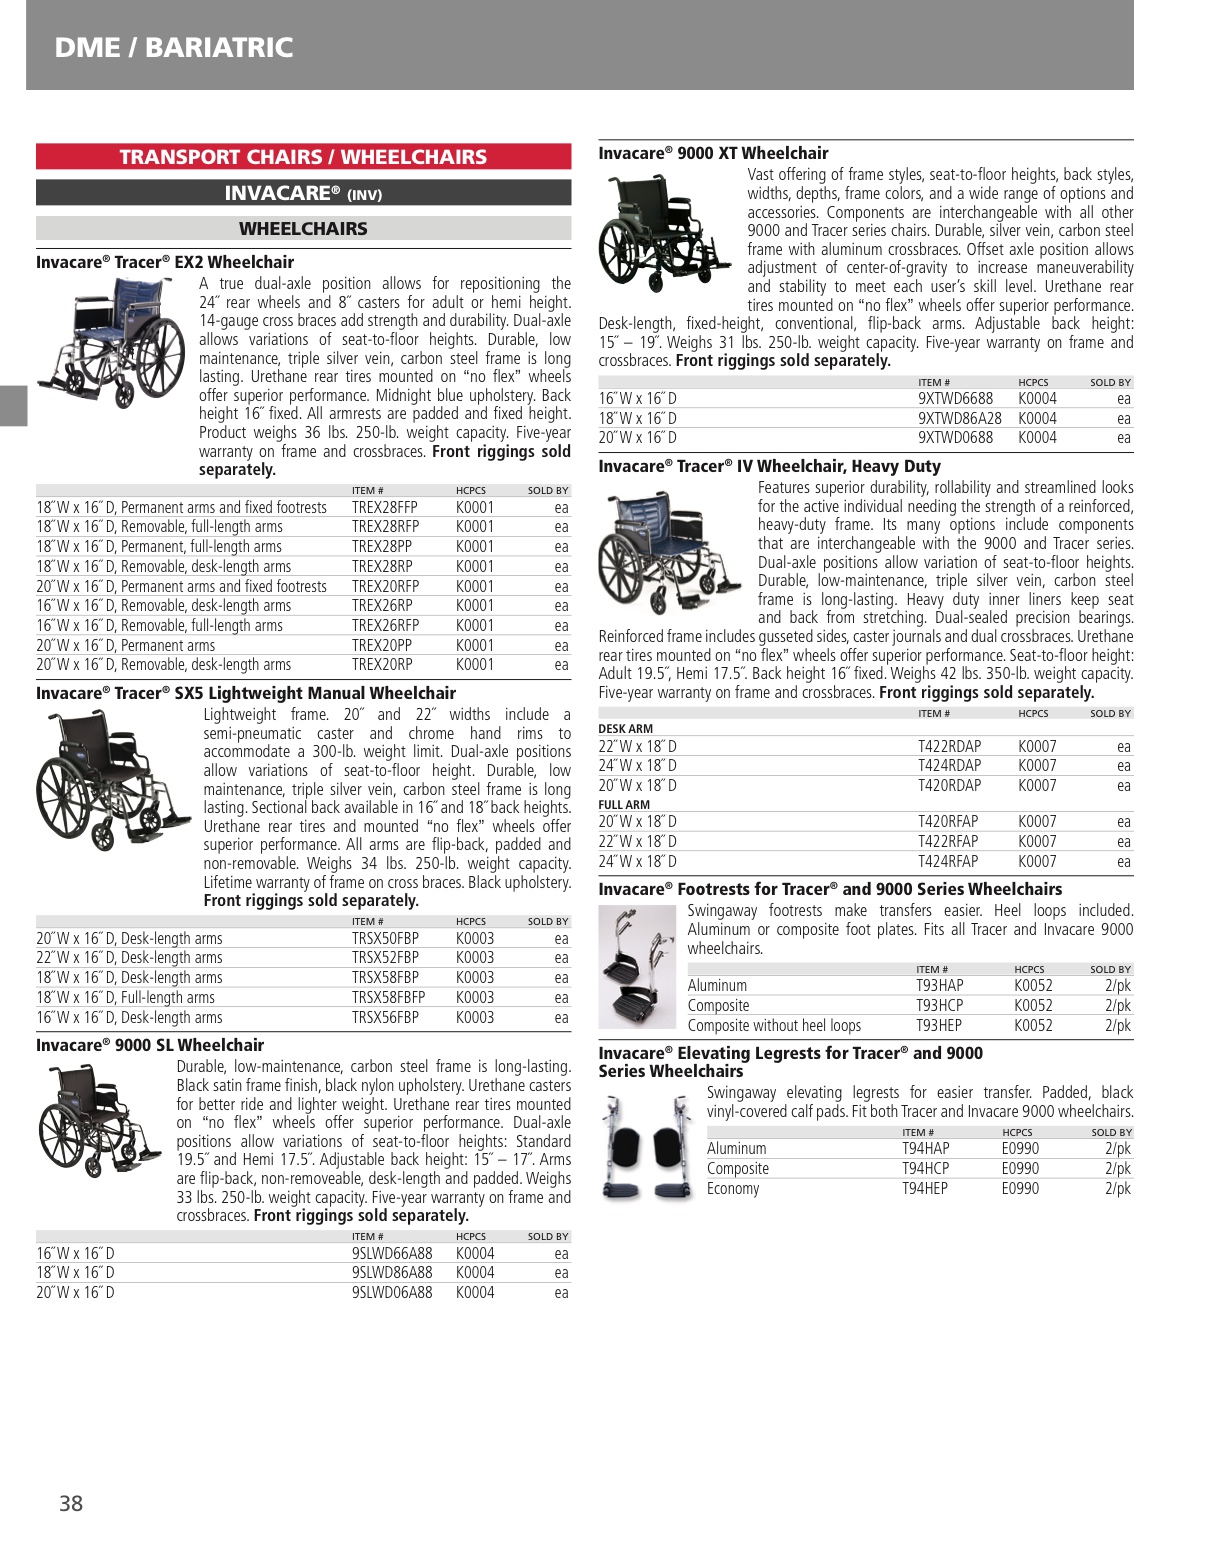 DME / BARIATRIC
TRANSPORT CHAIRS / WHEELCHAIRS
INVACARE® (INV)
WHEELCHAIRS
Invacare® Tracer® EX2 Wheelchair
A true dual-axle position allows for repositioning the
24˝ rear wheels and 8˝ casters for adult or hemi height.
14-gauge cross braces add strength and durability. Dual-axle
allows variations of seat-to-floor heights. Durable, low
maintenance, triple silver vein, carbon steel frame is long
lasting. Urethane rear tires mounted on “no flex” wheels
offer superior performance. Midnight blue upholstery. Back
height 16˝ fixed. All armrests are padded and fixed height.
Product weighs 36 lbs. 250-lb. weight capacity. Five-year
warranty on frame and crossbraces. Front riggings sold
separately.
ITEM # HCPCS SOLD BY
18˝ W x 16˝ D, Permanent arms and fixed footrests TREX28FFP K0001 ea
18˝ W x 16˝ D, Removable, full-length arms TREX28RFP K0001 ea
18˝ W x 16˝ D, Permanent, full-length arms TREX28PP K0001 ea
18˝ W x 16˝ D, Removable, desk-length arms TREX28RP K0001 ea
20˝ W x 16˝ D, Permanent arms and fixed footrests TREX20RFP K0001 ea
16˝ W x 16˝ D, Removable, desk-length arms TREX26RP K0001 ea
16˝ W x 16˝ D, Removable, full-length arms TREX26RFP K0001 ea
20˝ W x 16˝ D, Permanent arms TREX20PP K0001 ea
20˝ W x 16˝ D, Removable, desk-length arms TREX20RP K0001 ea
Invacare® Tracer® SX5 Lightweight Manual Wheelchair
Lightweight frame. 20˝ and 22˝ widths include a
semi-pneumatic caster and chrome hand rims to
accommodate a 300-lb. weight limit. Dual-axle positions
allow variations of seat-to-floor height. Durable, low
maintenance, triple silver vein, carbon steel frame is long
lasting. Sectional back available in 16˝ and 18˝ back heights.
Urethane rear tires and mounted “no flex” wheels offer
superior performance. All arms are flip-back, padded and
non-removable. Weighs 34 lbs. 250-lb. weight capacity.
Lifetime warranty of frame on cross braces. Black upholstery.
Front riggings sold separately.
ITEM # HCPCS SOLD BY
20˝ W x 16˝ D, Desk-length arms TRSX50FBP K0003 ea
22˝ W x 16˝ D, Desk-length arms TRSX52FBP K0003 ea
18˝ W x 16˝ D, Desk-length arms TRSX58FBP K0003 ea
18˝ W x 16˝ D, Full-length arms TRSX58FBFP K0003 ea
16˝ W x 16˝ D, Desk-length arms TRSX56FBP K0003 ea
Invacare® 9000 SL Wheelchair
Durable, low-maintenance, carbon steel frame is long-lasting.
Black satin frame finish, black nylon upholstery. Urethane casters
for better ride and lighter weight. Urethane rear tires mounted
on “no flex” wheels offer superior performance. Dual-axle
positions allow variations of seat-to-floor heights: Standard
19.5˝ and Hemi 17.5˝. Adjustable back height: 15˝ – 17˝. Arms
are flip-back, non-removeable, desk-length and padded. Weighs
33 lbs. 250-lb. weight capacity. Five-year warranty on frame and
crossbraces. Front riggings sold separately.
ITEM # HCPCS SOLD BY
16˝ W x 16˝ D 9SLWD66A88 K0004 ea
18˝ W x 16˝ D 9SLWD86A88 K0004 ea
20˝ W x 16˝ D 9SLWD06A88 K0004 ea
Invacare® 9000 XT Wheelchair
Vast offering of frame styles, seat-to-floor heights, back styles,
widths, depths, frame colors, and a wide range of options and
accessories. Components are interchangeable with all other
9000 and Tracer series chairs. Durable, silver vein, carbon steel
frame with aluminum crossbraces. Offset axle position allows
adjustment of center-of-gravity to increase maneuverability
and stability to meet each user’s skill level. Urethane rear
tires mounted on “no flex” wheels offer superior performance.
Desk-length, fixed-height, conventional, flip-back arms. Adjustable back height:
15˝ – 19˝. Weighs 31 lbs. 250-lb. weight capacity. Five-year warranty on frame and
crossbraces. Front riggings sold separately.
ITEM # HCPCS SOLD BY
16˝ W x 16˝ D 9XTWD6688 K0004 ea
18˝ W x 16˝ D 9XTWD86A28 K0004 ea
20˝ W x 16˝ D 9XTWD0688 K0004 ea
Invacare® Tracer® IV Wheelchair, Heavy Duty
Features superior durability, rollability and streamlined looks
for the active individual needing the strength of a reinforced,
heavy-duty frame. Its many options include components
that are interchangeable with the 9000 and Tracer series.
Dual-axle positions allow variation of seat-to-floor heights.
Durable, low-maintenance, triple silver vein, carbon steel
frame is long-lasting. Heavy duty inner liners keep seat
and back from stretching. Dual-sealed precision bearings.
Reinforced frame includes gusseted sides, caster journals and dual crossbraces. Urethane
rear tires mounted on “no flex” wheels offer superior performance. Seat-to-floor height:
Adult 19.5˝, Hemi 17.5˝. Back height 16˝ fixed. Weighs 42 lbs. 350-lb. weight capacity.
Five-year warranty on frame and crossbraces. Front riggings sold separately.
ITEM # HCPCS SOLD BY
DESK ARM
22˝ W x 18˝ D T422RDAP K0007 ea
24˝ W x 18˝ D T424RDAP K0007 ea
20˝ W x 18˝ D T420RDAP K0007 ea
FULL ARM
20˝ W x 18˝ D T420RFAP K0007 ea
22˝ W x 18˝ D T422RFAP K0007 ea
24˝ W x 18˝ D T424RFAP K0007 ea
Invacare® Footrests for Tracer® and 9000 Series Wheelchairs
Swingaway footrests make transfers easier. Heel loops included.
Aluminum or composite foot plates. Fits all Tracer and Invacare 9000
wheelchairs.
ITEM # HCPCS SOLD BY
Aluminum T93HAP K0052 2/pk
Composite T93HCP K0052 2/pk
Composite without heel loops T93HEP K0052 2/pk
Invacare® Elevating Legrests for Tracer® and 9000
Series Wheelchairs
Swingaway elevating legrests for easier transfer. Padded, black
vinyl-covered calf pads. Fit both Tracer and Invacare 9000 wheelchairs.
ITEM # HCPCS SOLD BY
Aluminum T94HAP E0990 2/pk
Composite T94HCP E0990 2/pk
Economy T94HEP E0990 2/pk
38